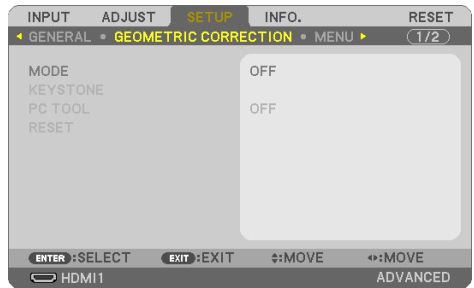 INPUT ADJUST SETUP INFO. RESET
GENERAL • GEOMETRIC CORRECTION • MENU 1/2
MODE OFF
KEYSTONE
PC TOOL OFF
RESET
ENTER :SELECT EXIT :EXIT :MOVE :MOVE
HDMI1 ADVANCED